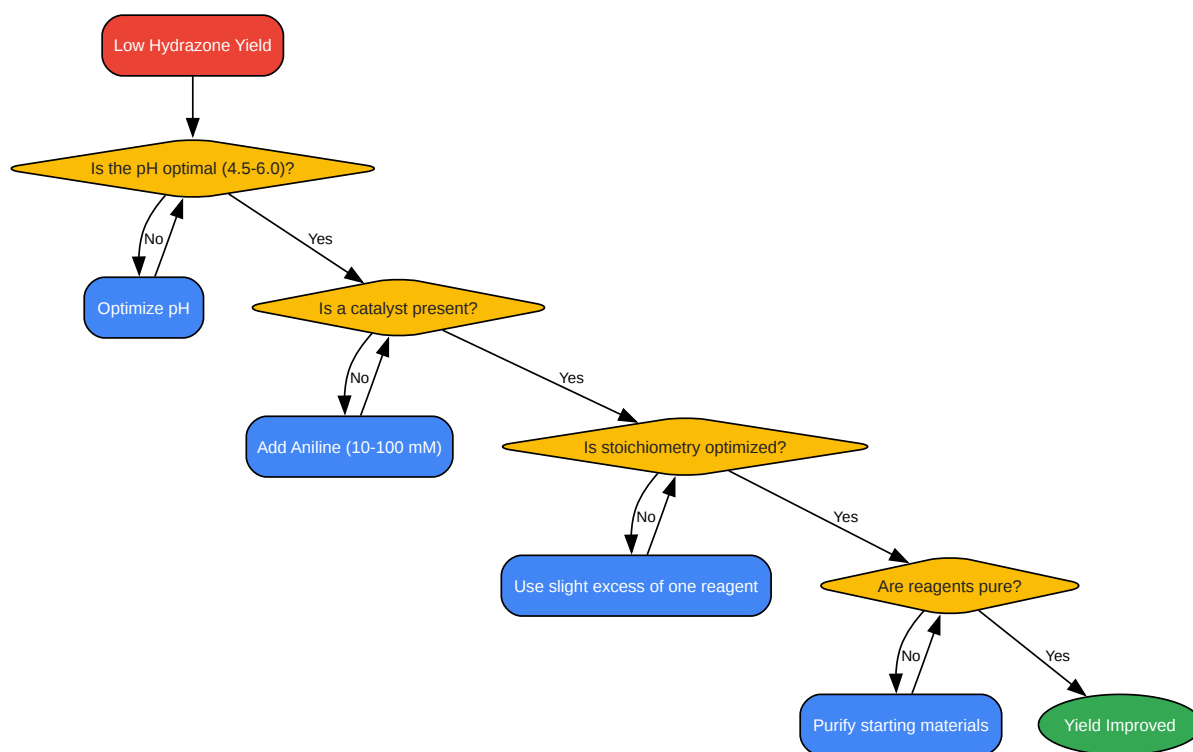 Low Hydrazone Yield
Is the pH optimal (4.5-6.0)?
No
Yes
Optimize pH
Is a catalyst present?
No
Yes
Add Aniline (10-100 mM)
Is stoichiometry optimized?
No
Yes
Use slight excess of one reagent
Are reagents pure?
No
Yes
Purify starting materials
Yield Improved